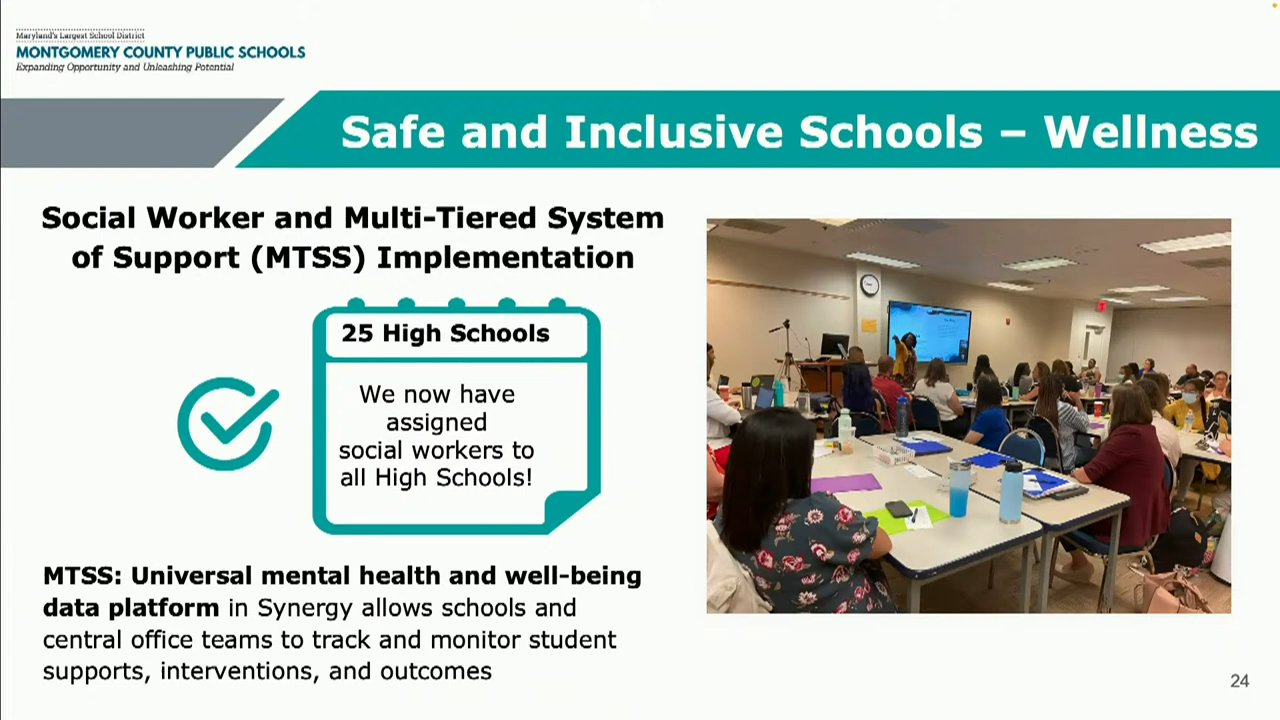 Maryland's Largest School District
MONTGOMERY COUNTY PUBLIC SCHOOLS
Expanding Opportunity and Unleashing Potential
Safe and Inclusive Schools – Wellness
Social Worker and Multi-Tiered System
of Support (MTSS) Implementation
25 High Schools
We now have
assigned
social workers to
all High Schools!
MTSS: Universal mental health and well-being
data platform in Synergy allows schools and
central office teams to track and monitor student
supports, interventions, and outcomes
24